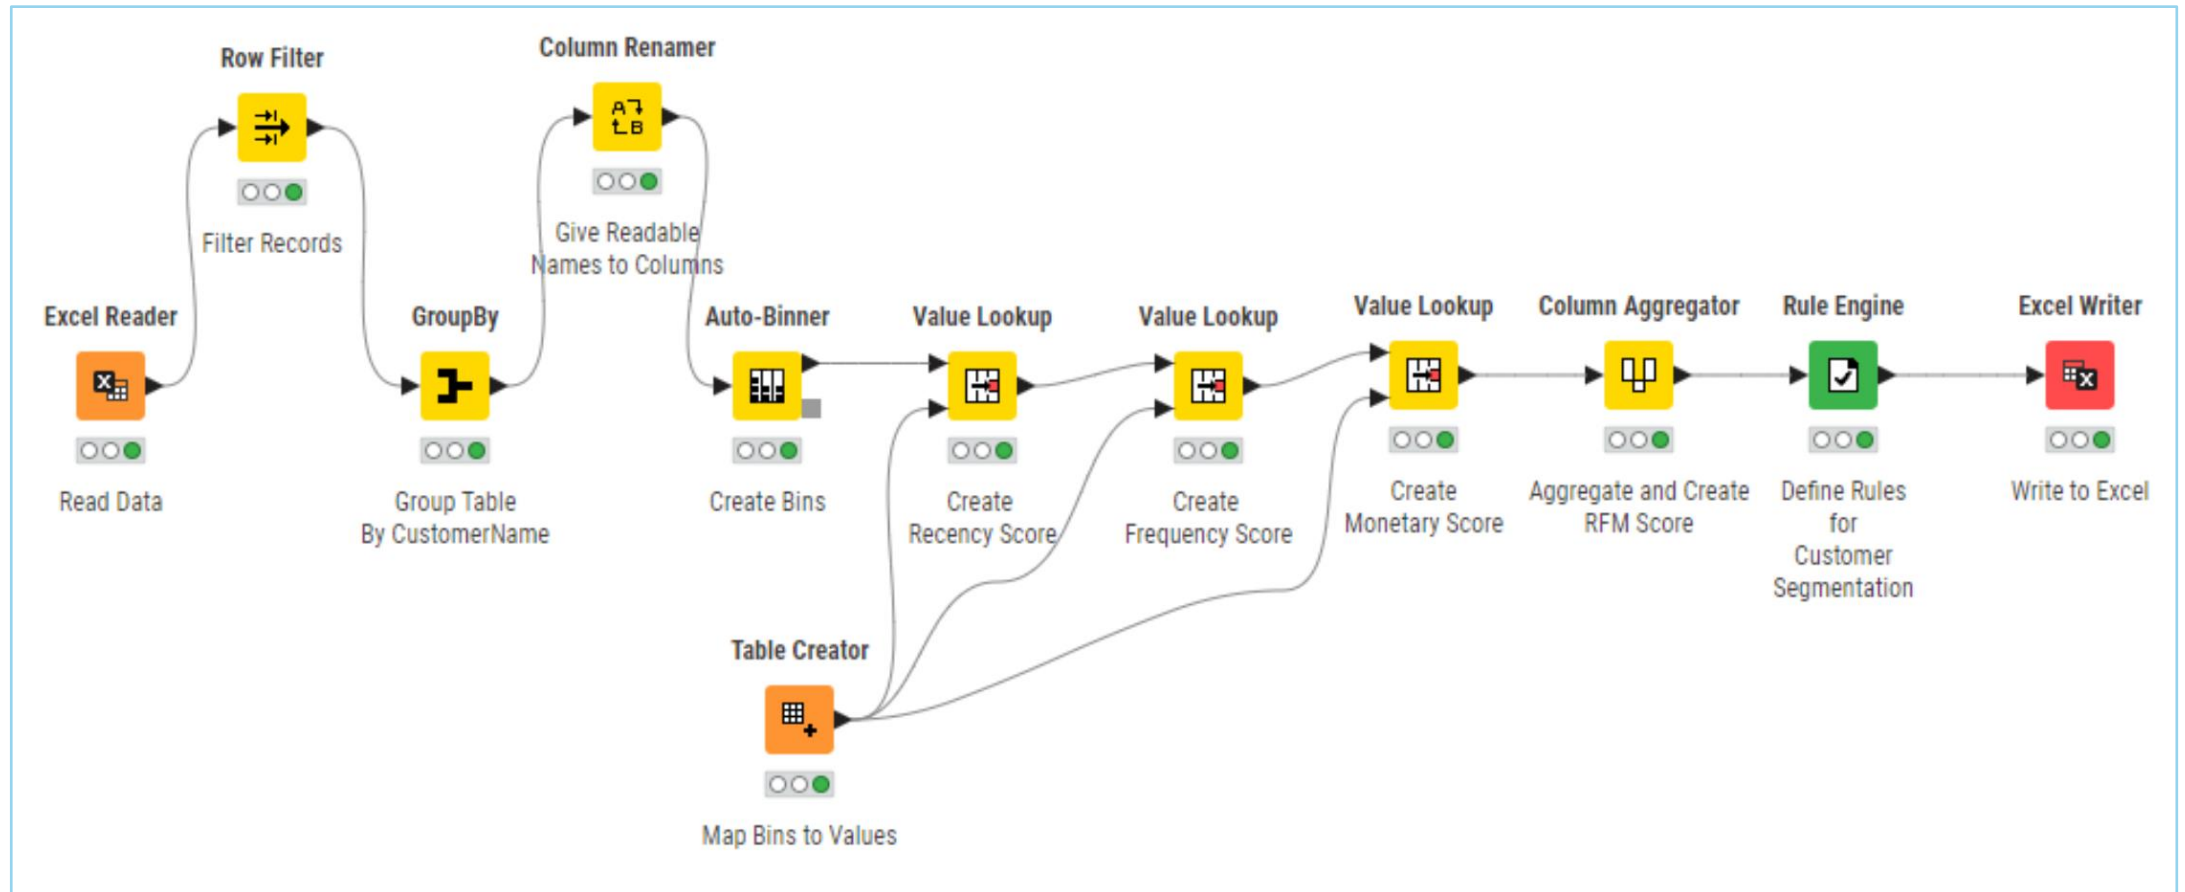 Row Filter
Filter Records
Column Renamer
Give Readable
Names to Columns
Excel Reader
Read Data
GroupBy
Group Table
By CustomerName
Auto-Binner
Create Bins
Value Lookup
Create
Recency Score
Value Lookup
Create
Frequency Score
Value Lookup
Create
Monetary Score
Column Aggregator
Aggregate and Create
RFM Score
Rule Engine
Define Rules
for
Customer
Segmentation
Excel Writer
Write to Excel
Table Creator
Map Bins to Values